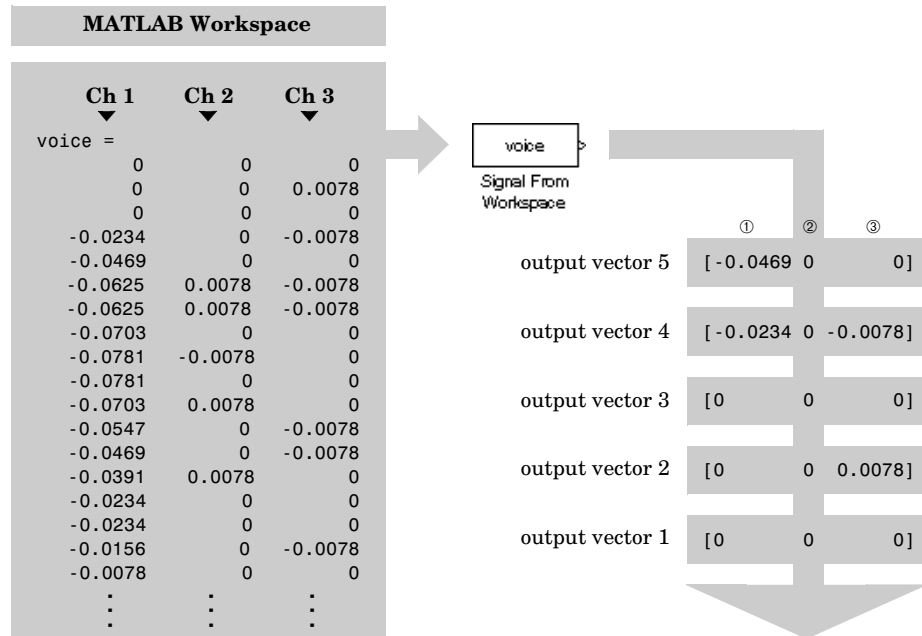 MATLAB Workspace
Ch 1 Ch 2 Ch 3
voice =
0 0 0
0 0 0.0078
0 0 0
-0.0234 0 -0.0078
-0.0469 0 0
-0.0625 0.0078 -0.0078
-0.0625 0.0078 -0.0078
-0.0703 0 0
-0.0781 -0.0078 0
-0.0781 0 0
-0.0703 0.0078 0
-0.0547 0 -0.0078
-0.0469 0 -0.0078
-0.0391 0.0078 0
-0.0234 0 0
-0.0234 0 0
-0.0156 0 -0.0078
-0.0078 0 0
voice
Signal From
Workspace
① ② ③
output vector 5 [-0.0469 0 0]
output vector 4 [-0.0234 0 -0.0078]
output vector 3 [0 0 0]
output vector 2 [0 0 0.0078]
output vector 1 [0 0 0]